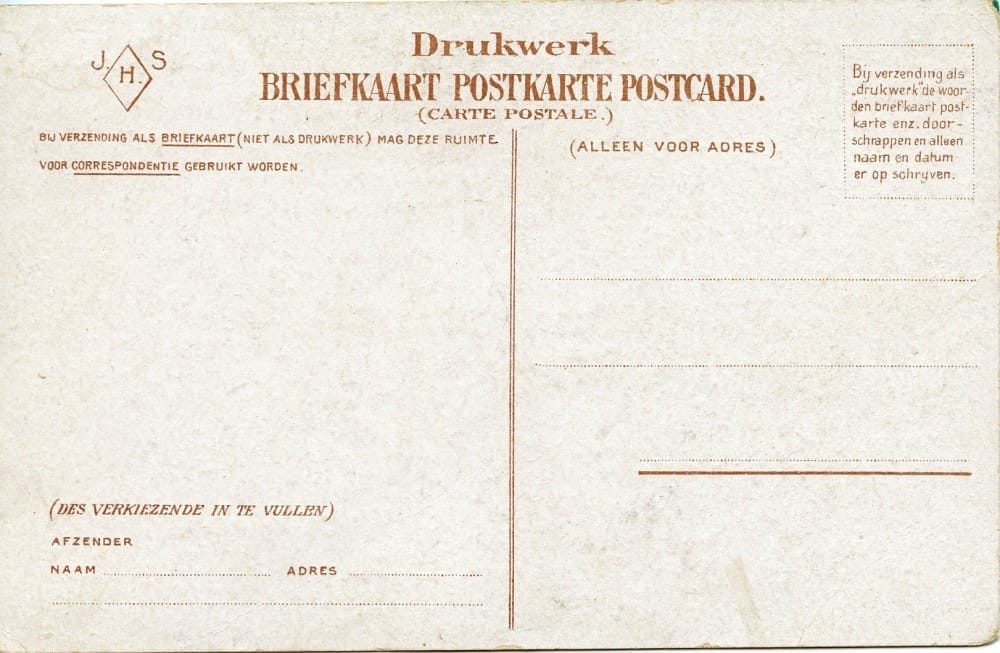 J. H. S
Drukwerk
BRIEFKAART POSTKARTE POSTCARD.
(CARTE POSTALE.)
BIJ VERZENDING ALS BRIEFKAART (NIET ALS DRUKWERK) MAG DEZE RUIMTE
VOOR CORRESPONDENTIE GEBRUIKT WORDEN.
(ALLEEN VOOR ADRES)
Bij verzending als
„drukwerk" de woor-
den briefkaart post-
karte enz. door-
schrappen en alleen
naam en datum
er op schrijven.
(DES VERKIEZENDE IN TE VULLEN)
AFZENDER
NAAM ADRES